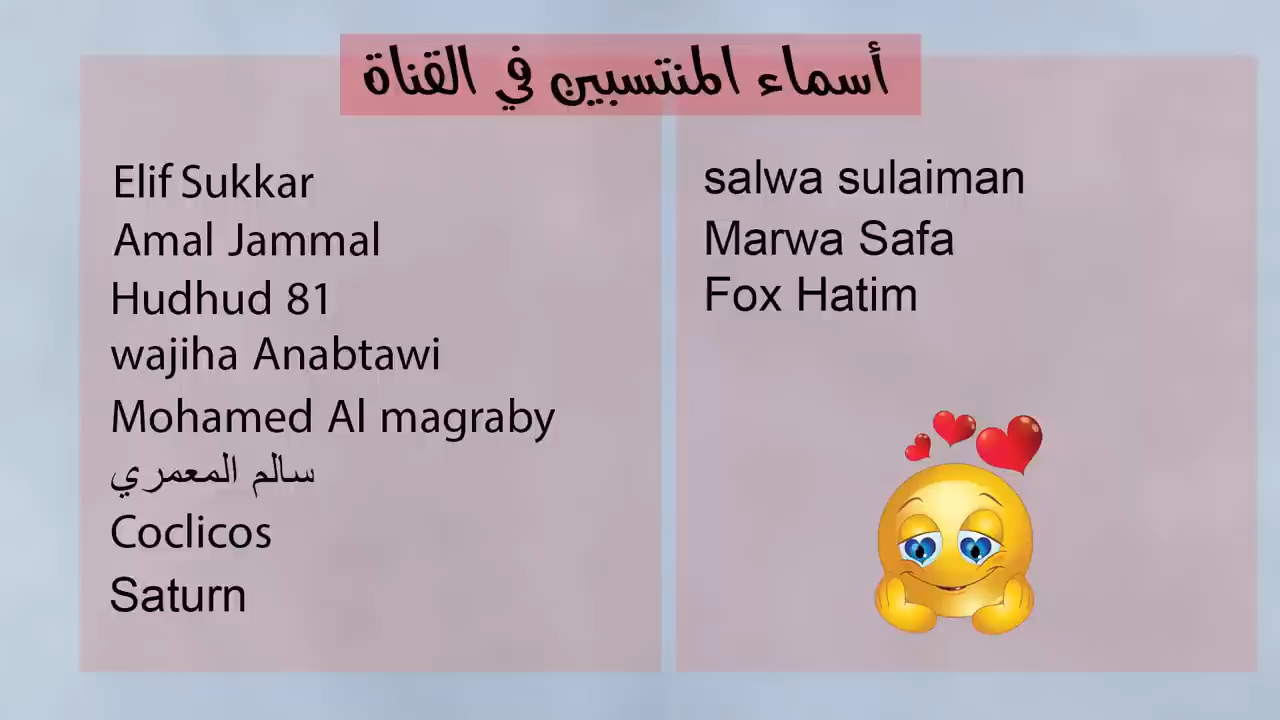 أسماء المنتسبين في القناة
Elif Sukkar
Amal Jammal
Hudhud 81
wajiha Anabtawi
Mohamed Al magraby
سالم المعمري
Coclicos
Saturn
salwa sulaiman
Marwa Safa
Fox Hatim